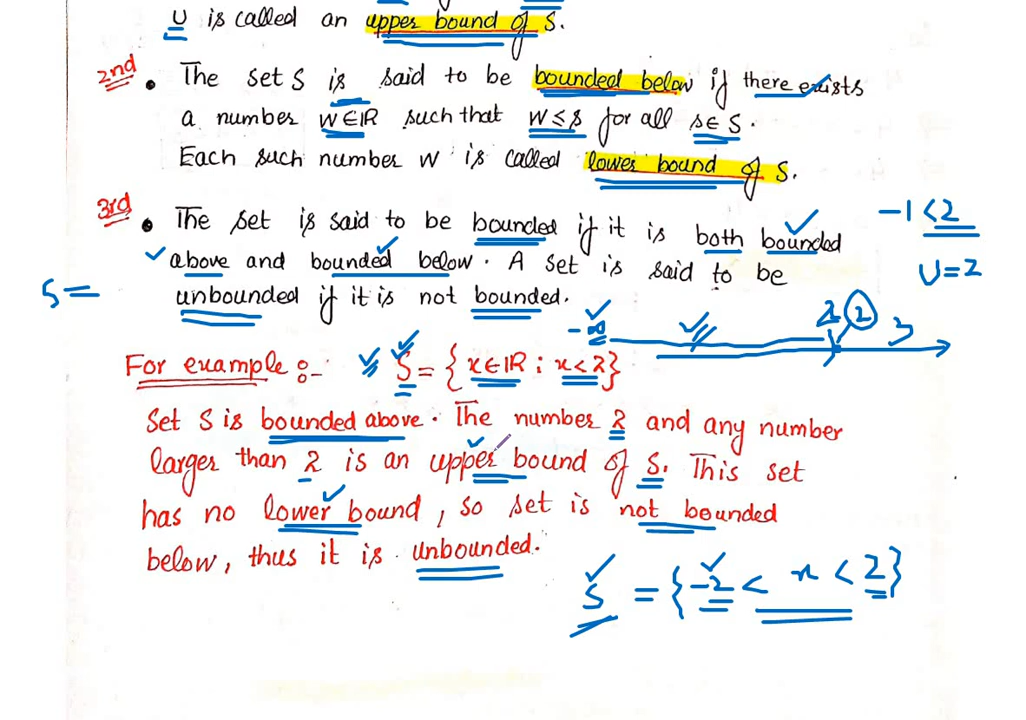 U is called an upper bound of S.
2nd • The set S is said to be bounded below if there exists
a number W∈ℝ such that W≤s for all s∈S.
Each such number W is called lower bound of S.
3rd • The set is said to be bounded if it is both bounded
above and bounded below. A set is said to be
unbounded if it is not bounded.
-1<2
U=2
S=
-∞ 2 2 3
For example :- S={x∈ℝ : x<2}
Set S is bounded above. The number 2 and any number
larger than 2 is an upper bound of S. This set
has no lower bound, so set is not bounded
below, thus it is unbounded.
S={-2< x<2}